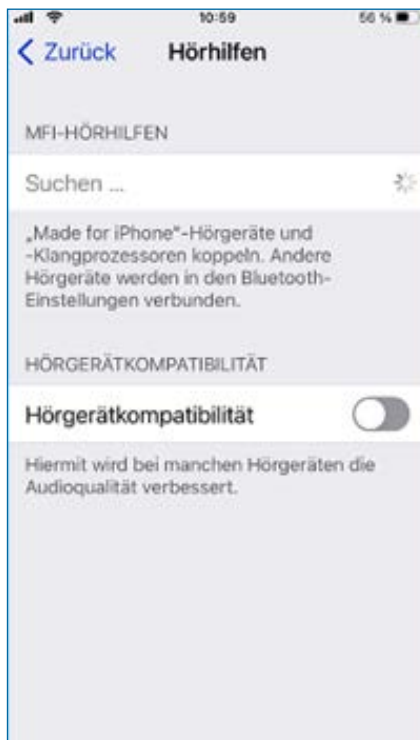 10:59
56 %
Zurück
Hörhilfen
MFI-HÖRHILFEN
Suchen ...
„Made for iPhone“-Hörgeräte und
-Klangprozessoren koppeln. Andere
Hörgeräte werden in den Bluetooth-
Einstellungen verbunden.
HÖRGERÄTKOMPATIBILITÄT
Hörgerätkompatibilität
Hiermit wird bei manchen Hörgeräten die
Audioqualität verbessert.